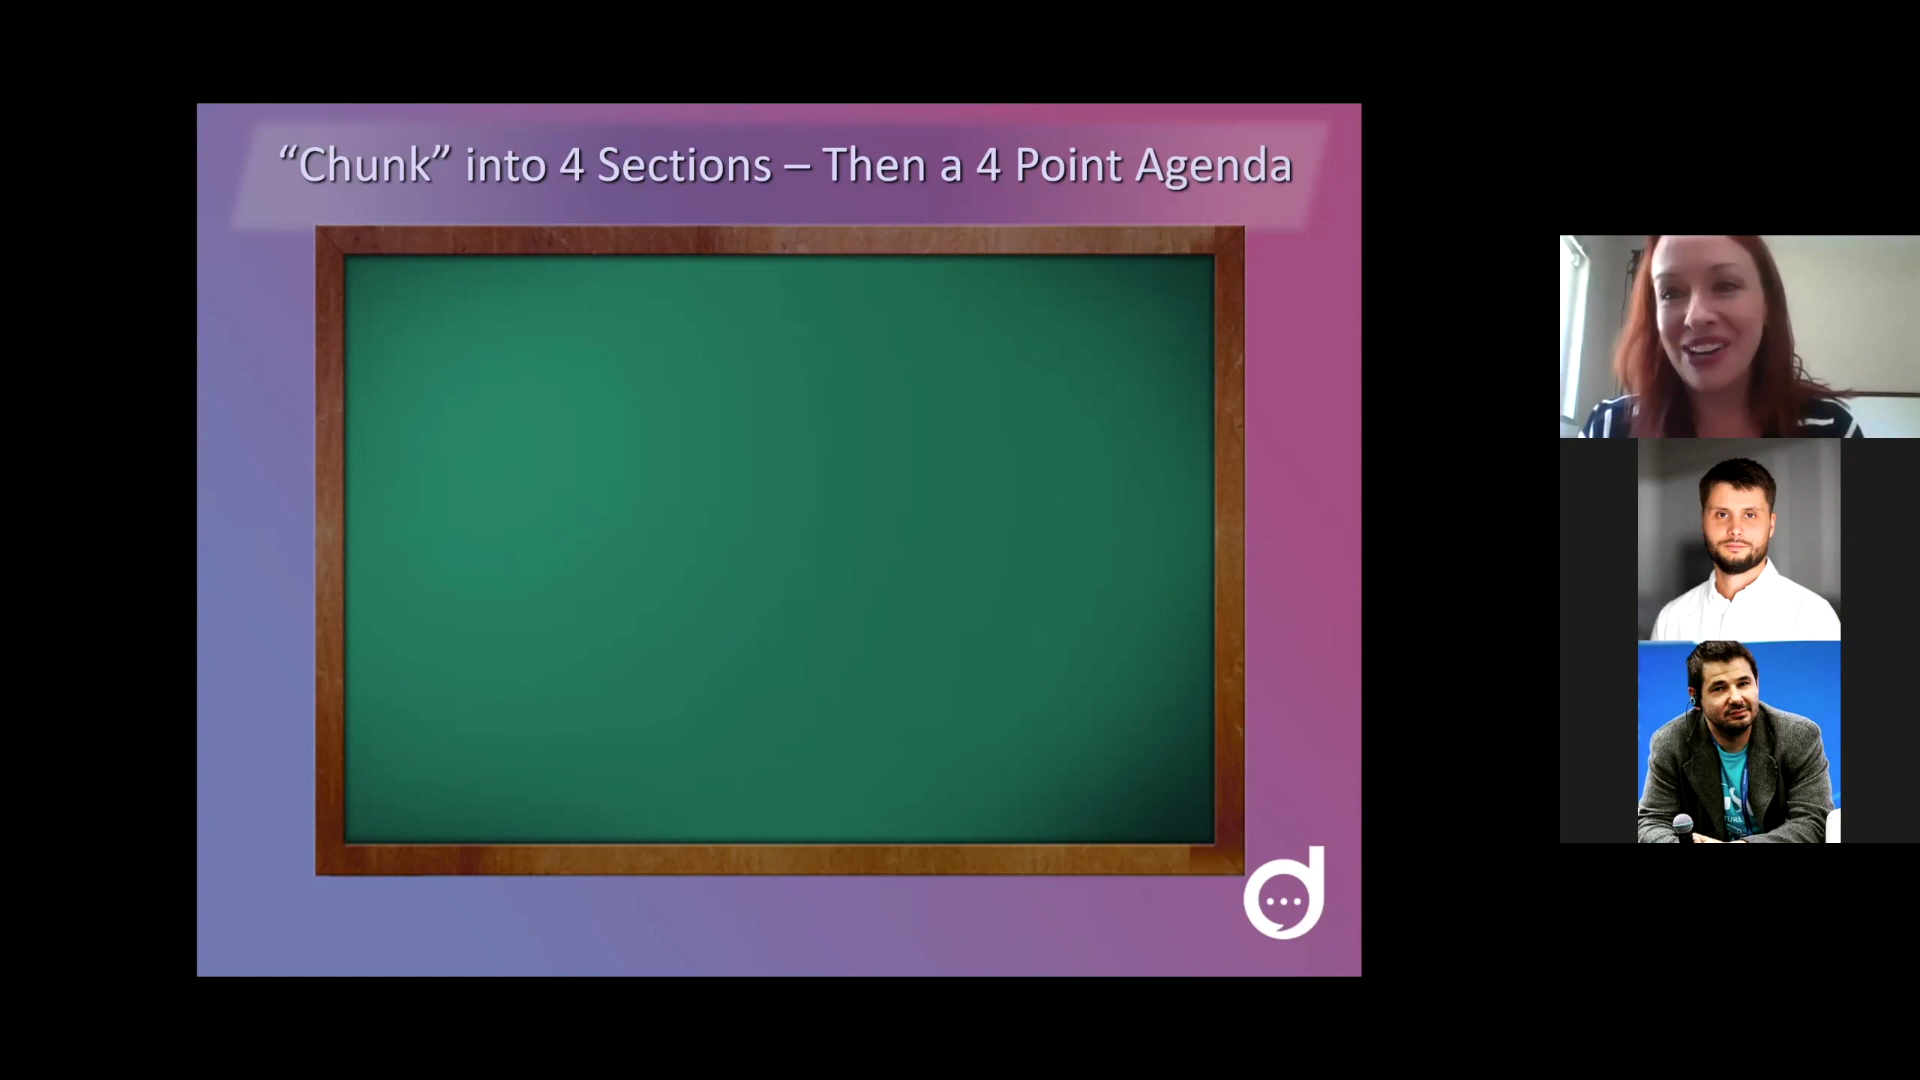 “Chunk” into 4 Sections – Then a 4 Point Agenda